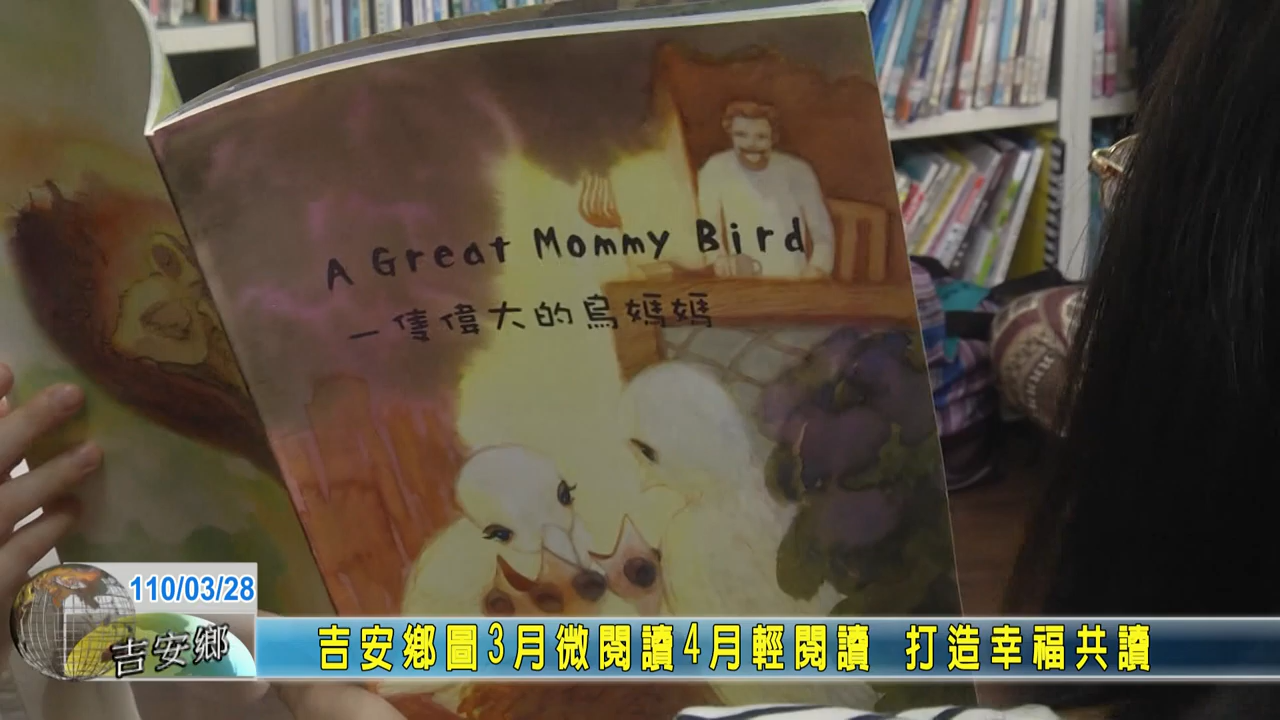 A Great Mommy Bird
一隻偉大的鳥媽媽
110/03/28
吉安鄉
吉安鄉圖3月微閱讀4月輕閱讀 打造幸福共讀